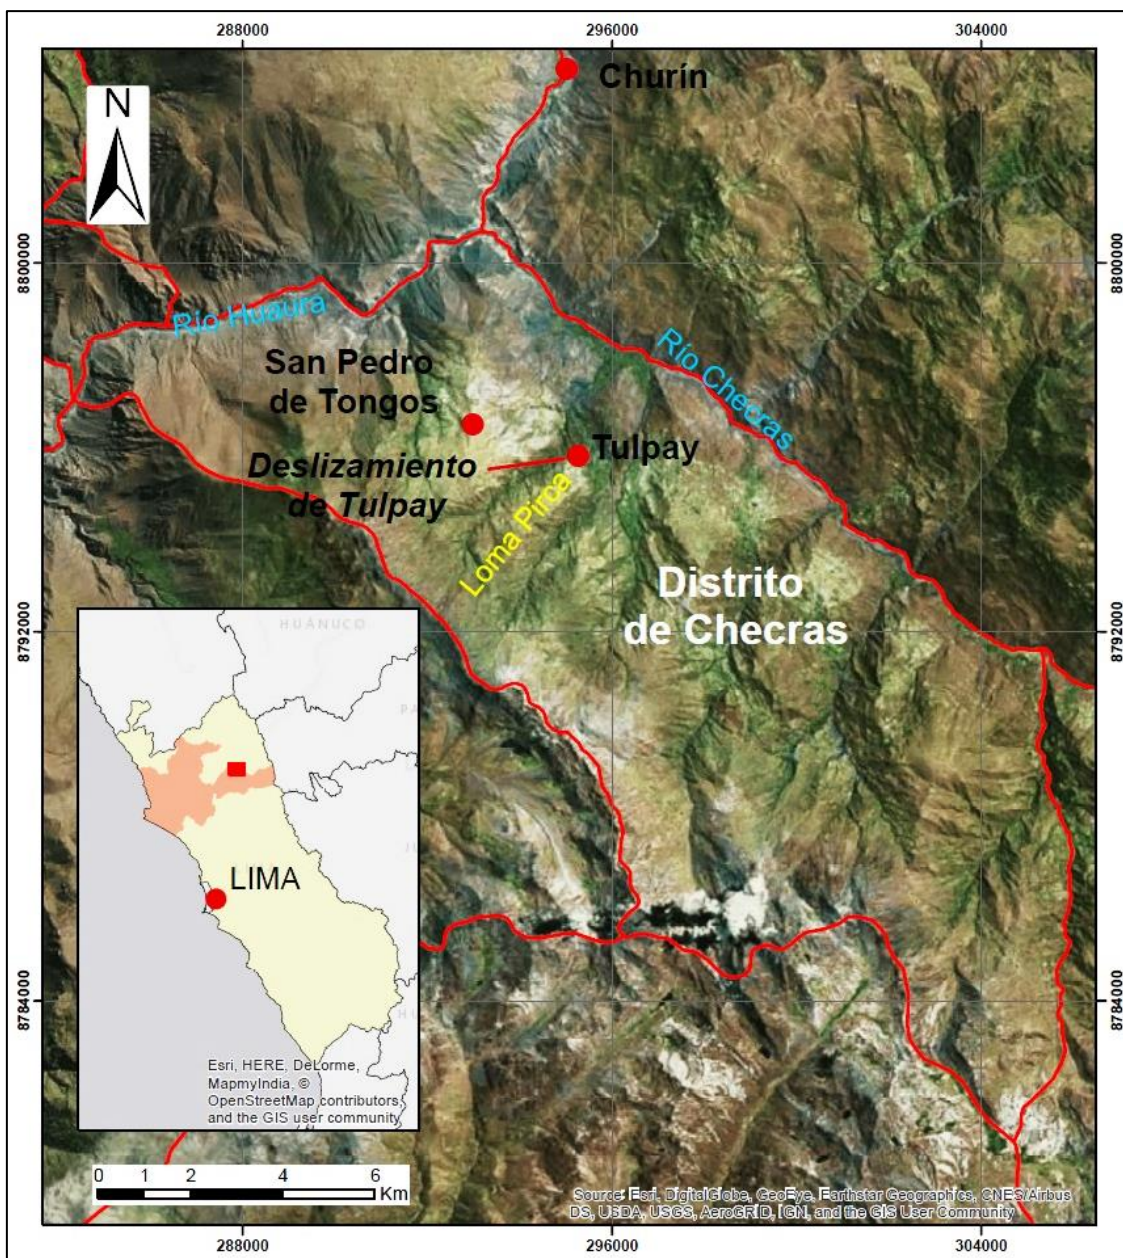 288000
296000
304000
Churín
N
8800000
8800000
Río Huaura
San Pedro
de Tongos
Río Checras
Tulpay
Deslizamiento
de Tulpay
Loma Piroa
Distrito
de Checras
8792000
8792000
HUÁNUCO
LIMA
Esri, HERE, DeLorme,
MapmyIndia, ©
OpenStreetMap contributors,
and the GIS user community
8784000
8784000
0 1 2 4 6
Km
Source: Esri, DigitalGlobe, GeoEye, Earthstar Geographics, CNES/Airbus
DS, USDA, USGS, AeroGRID, IGN, and the GIS User Community
288000
296000
304000